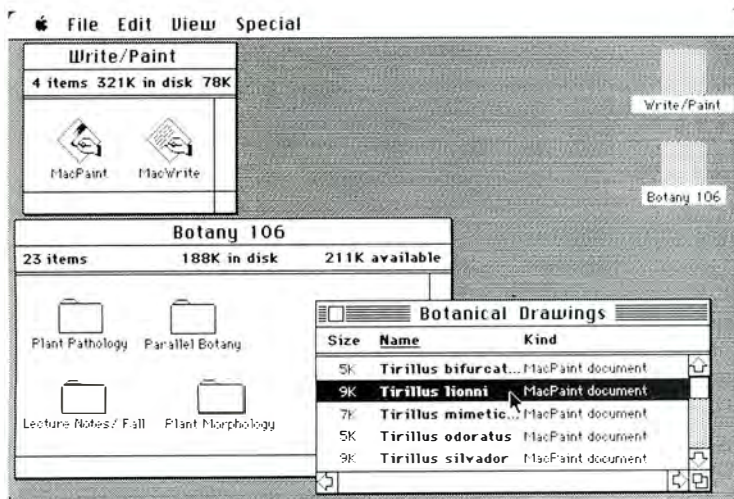 File Edit View Special
Write/Paint
4 items 321K in disk 78K
MacPaint MacWrite
Write/Paint
Botany 106
Botany 106
23 items 188K in disk 211K available
Plant Pathology Parallel Botany
Lecture Notes/ Fall Plant Morphology
Botanical Drawings
Size Name Kind
5K Tirillus bifurcat... MacPaint document
9K Tirillus lionni MacPaint document
7K Tirillus mimetic... MacPaint document
5K Tirillus odoratus MacPaint document
9K Tirillus silvador MacPaint document